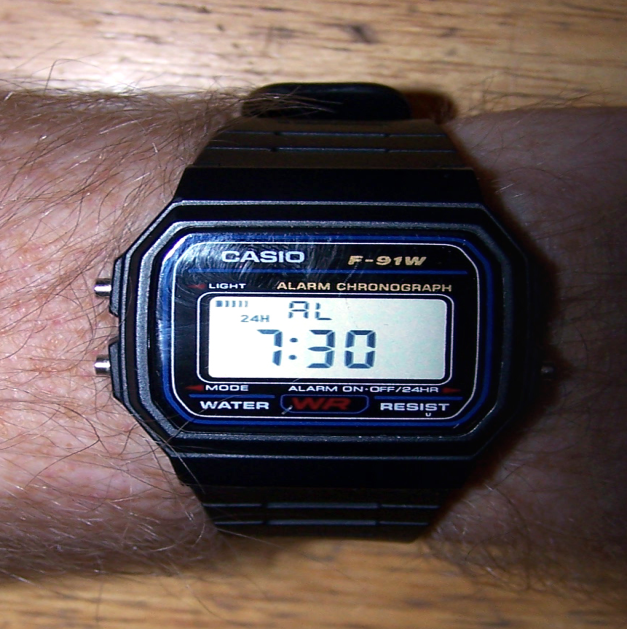 CASIO F-91W
LIGHT ALARM CHRONOGRAPH
24H AL
7:30
MODE ALARM ON·OFF/24HR
WATER WR RESIST
U